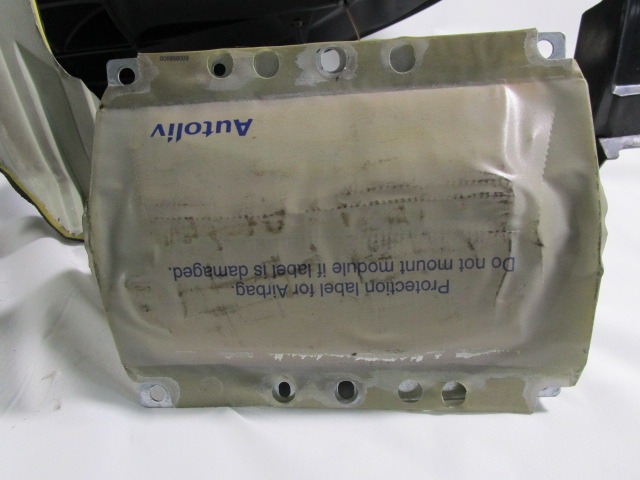 Protection label for Airbag.
Do not mount module if label is damaged.
Autoliv